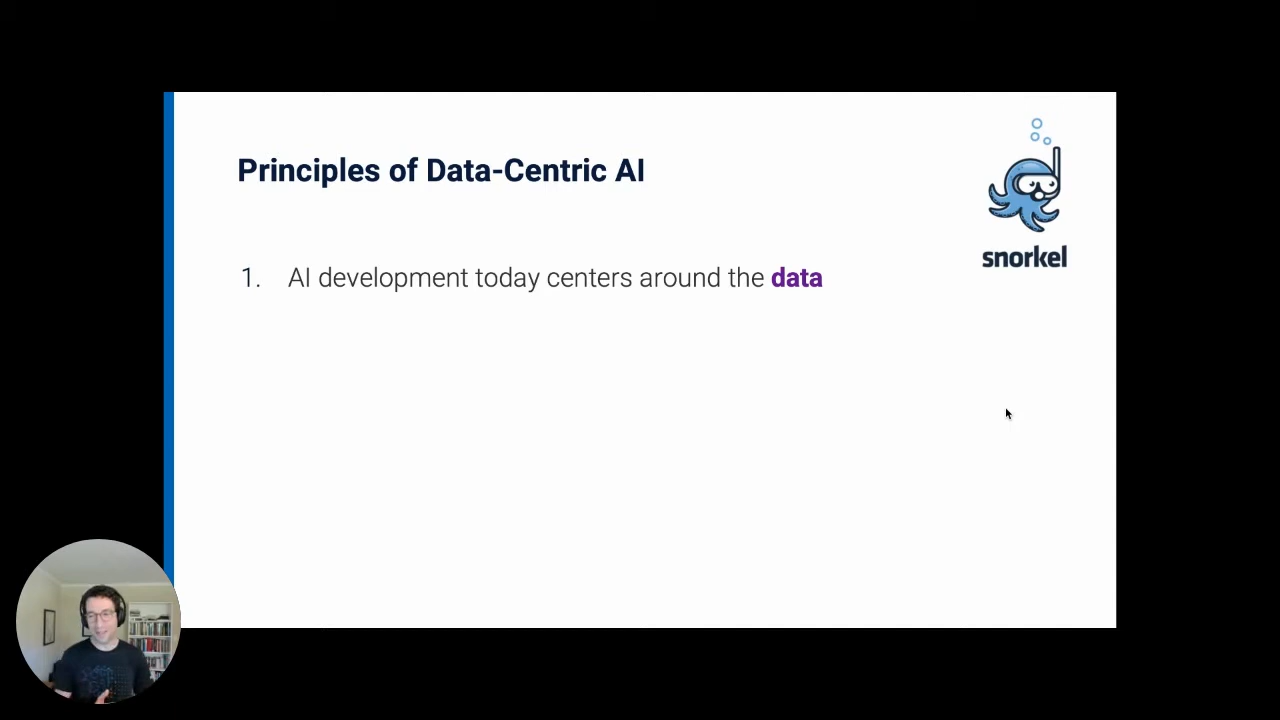 Principles of Data-Centric AI
snorkel
1. AI development today centers around the data